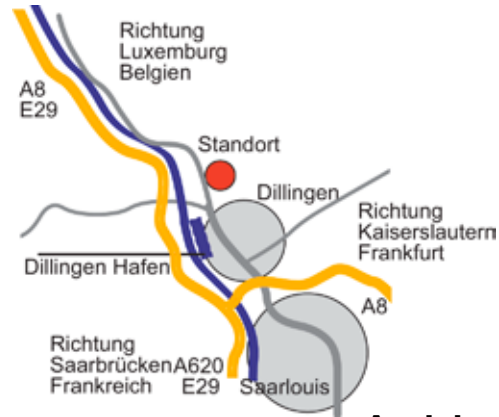 Richtung
Luxemburg
Belgien
A8
E29
Standort
Dillingen
Richtung
Kaiserslautern
Frankfurt
Dillingen Hafen
A8
Richtung
Saarbrücken A620
Frankreich E29
Saarlouis